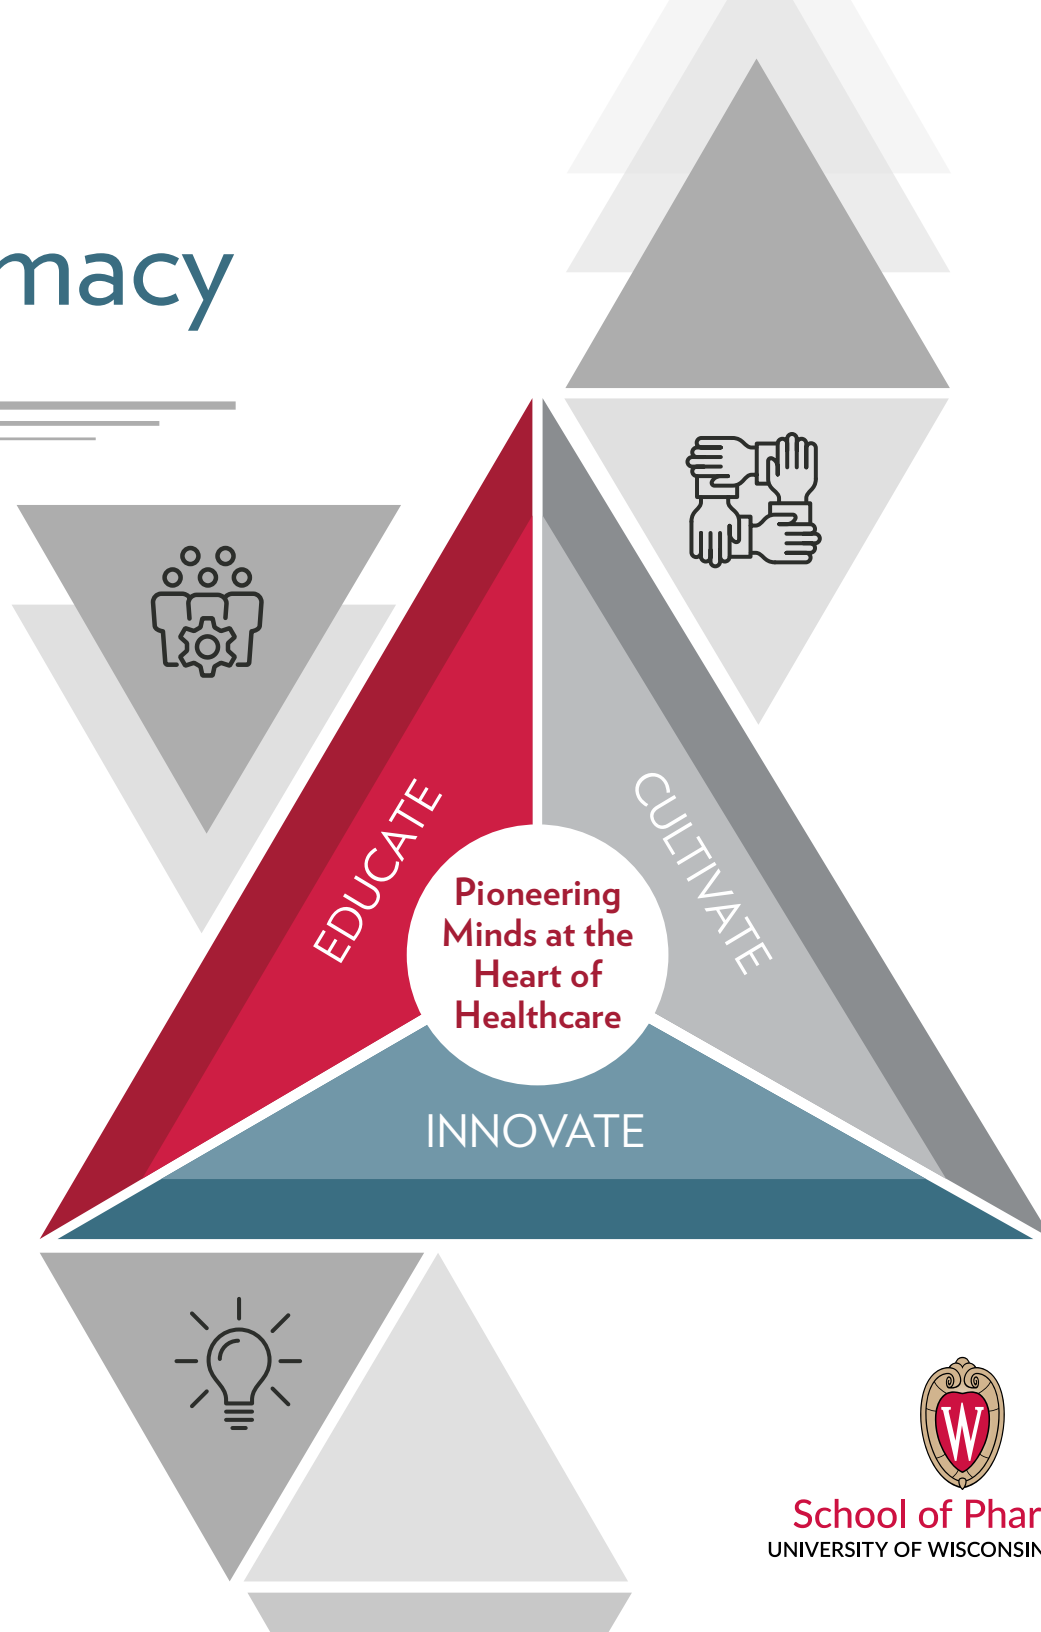 macy
EDUCATE
CULTIVATE
Pioneering
Minds at the
Heart of
Healthcare
INNOVATE
W
School of Phar
UNIVERSITY OF WISCONSIN